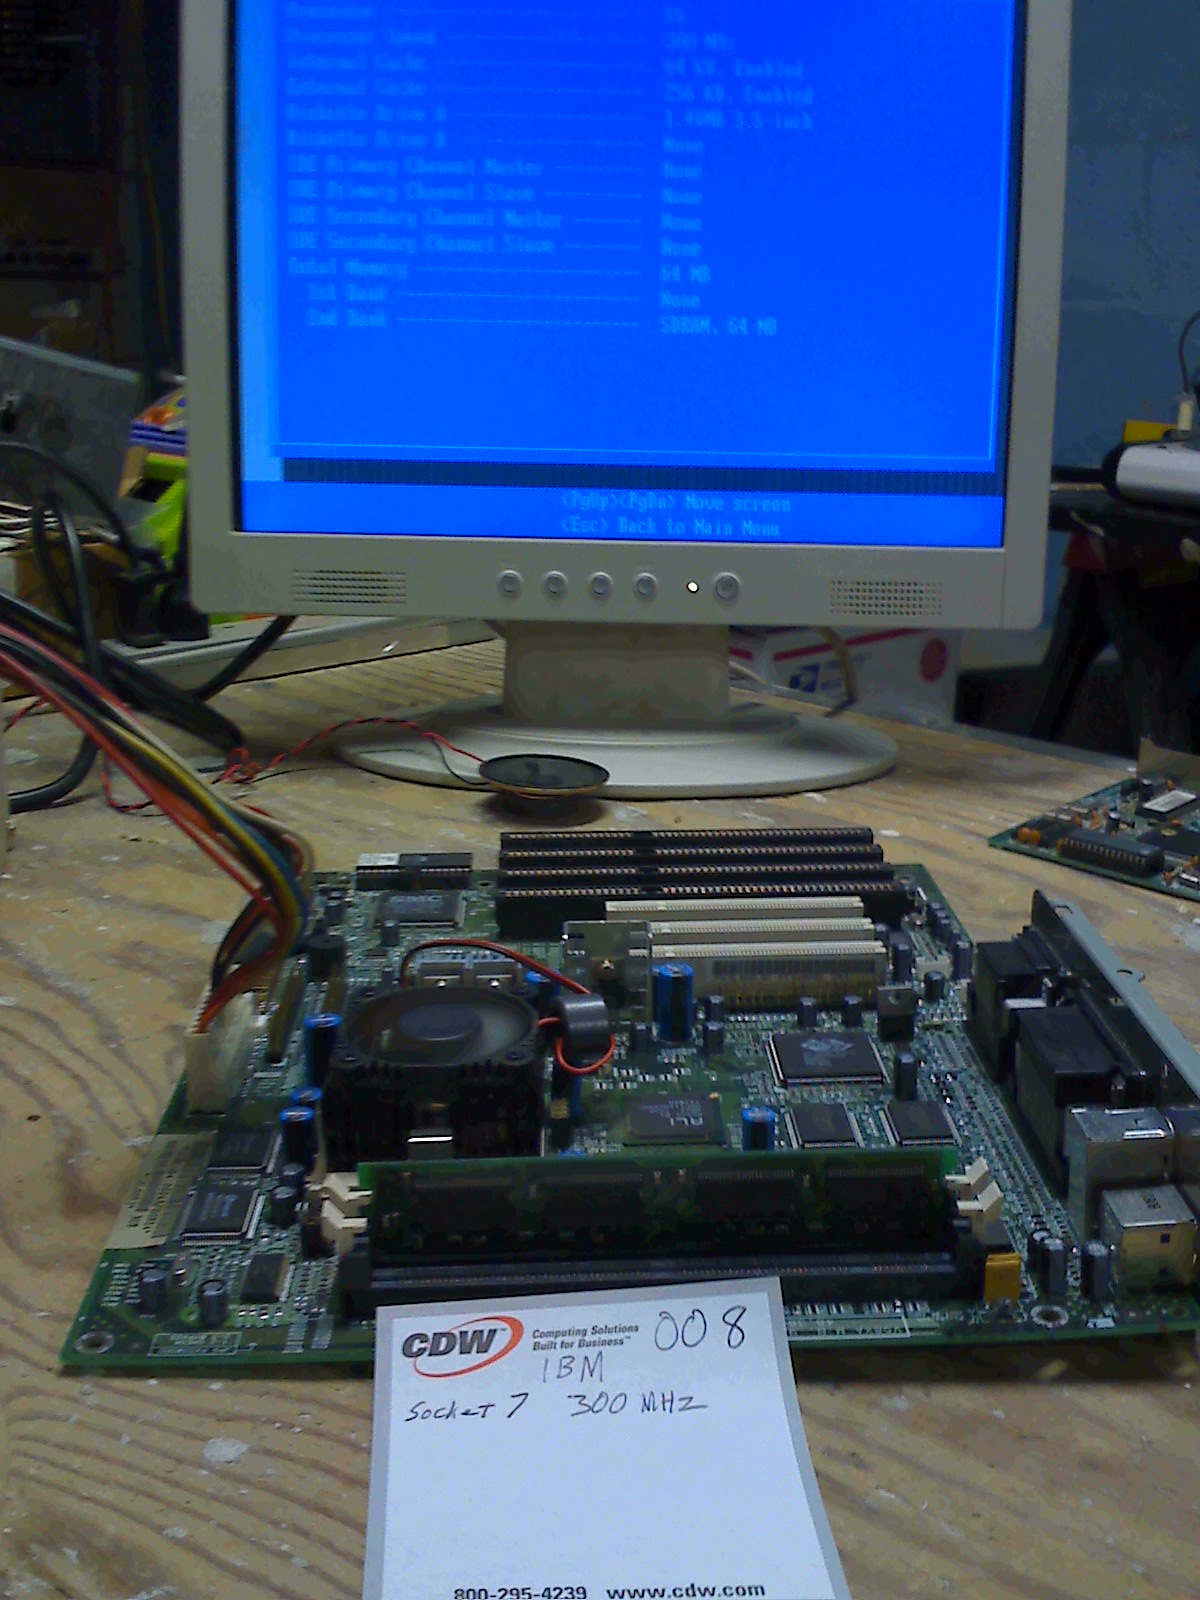 Processor
Processor Speed 300 MHz
Internal Cache 64 KB, Enabled
External Cache 256 KB, Enabled
Diskette Drive A 1.44MB 3.5-inch
Diskette Drive B None
IDE Primary Channel Master None
IDE Primary Channel Slave None
IDE Secondary Channel Master None
IDE Secondary Channel Slave None
Total Memory 64 MB
1st Bank None
2nd Bank SDRAM, 64 MB
<PgUp><PgDn> Move screen
<Esc> Back to Main Menu
ALi
CDW™ Computing Solutions
Built for Business™
008
IBM
Socket 7 300 MHz
800-295-4239 www.cdw.com